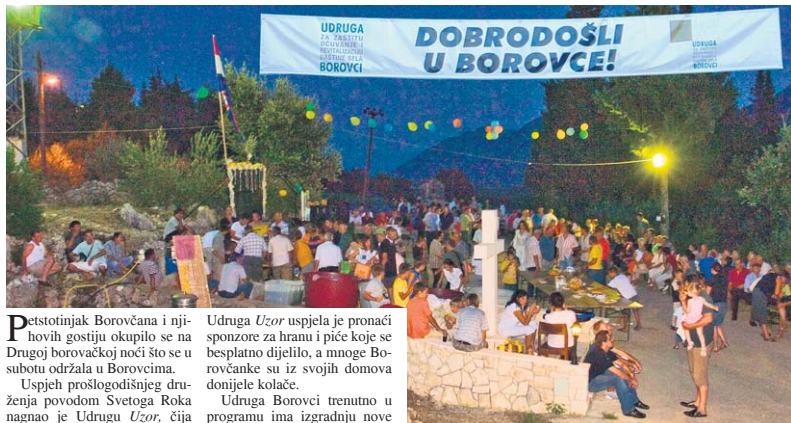 UDRUGA
ZA ZAŠTITU
OČUVANJE I
REVITALIZACIJU
BAŠTINE SELA
BOROVCI
DOBRODOŠLI
U BOROVCE!
UDRUGA
BOROVCI
Petstotinjak Borovčana i nji-
hovih gostiju okupilo se na
Drugoj borovačkoj noći što se u
subotu održala u Borovcima.
Uspjeh prošlogodišnjeg dru-
ženja povodom Svetoga Roka
nagnao je Udrugu Uzor, čija
Udruga Uzor uspjela je pronaći
sponzore za hranu i piće koje se
besplatno dijelilo, a mnoge Bo-
rovčanke su iz svojih domova
donijele kolače.
Udruga Borovci trenutno u
programu ima izgradnju nove